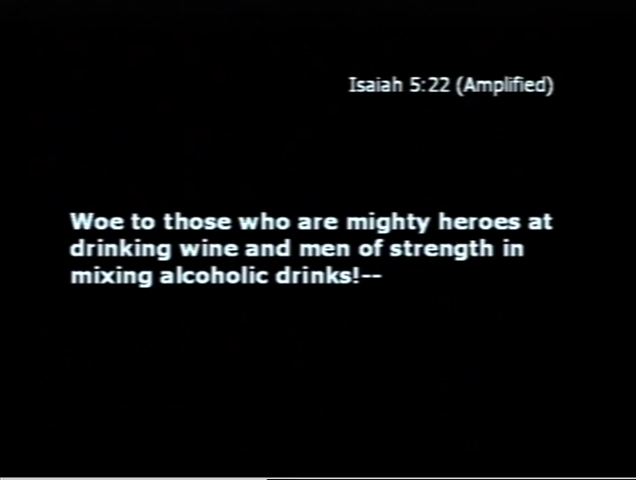 Isaiah 5:22 (Amplified)
Woe to those who are mighty heroes at
drinking wine and men of strength in
mixing alcoholic drinks!--